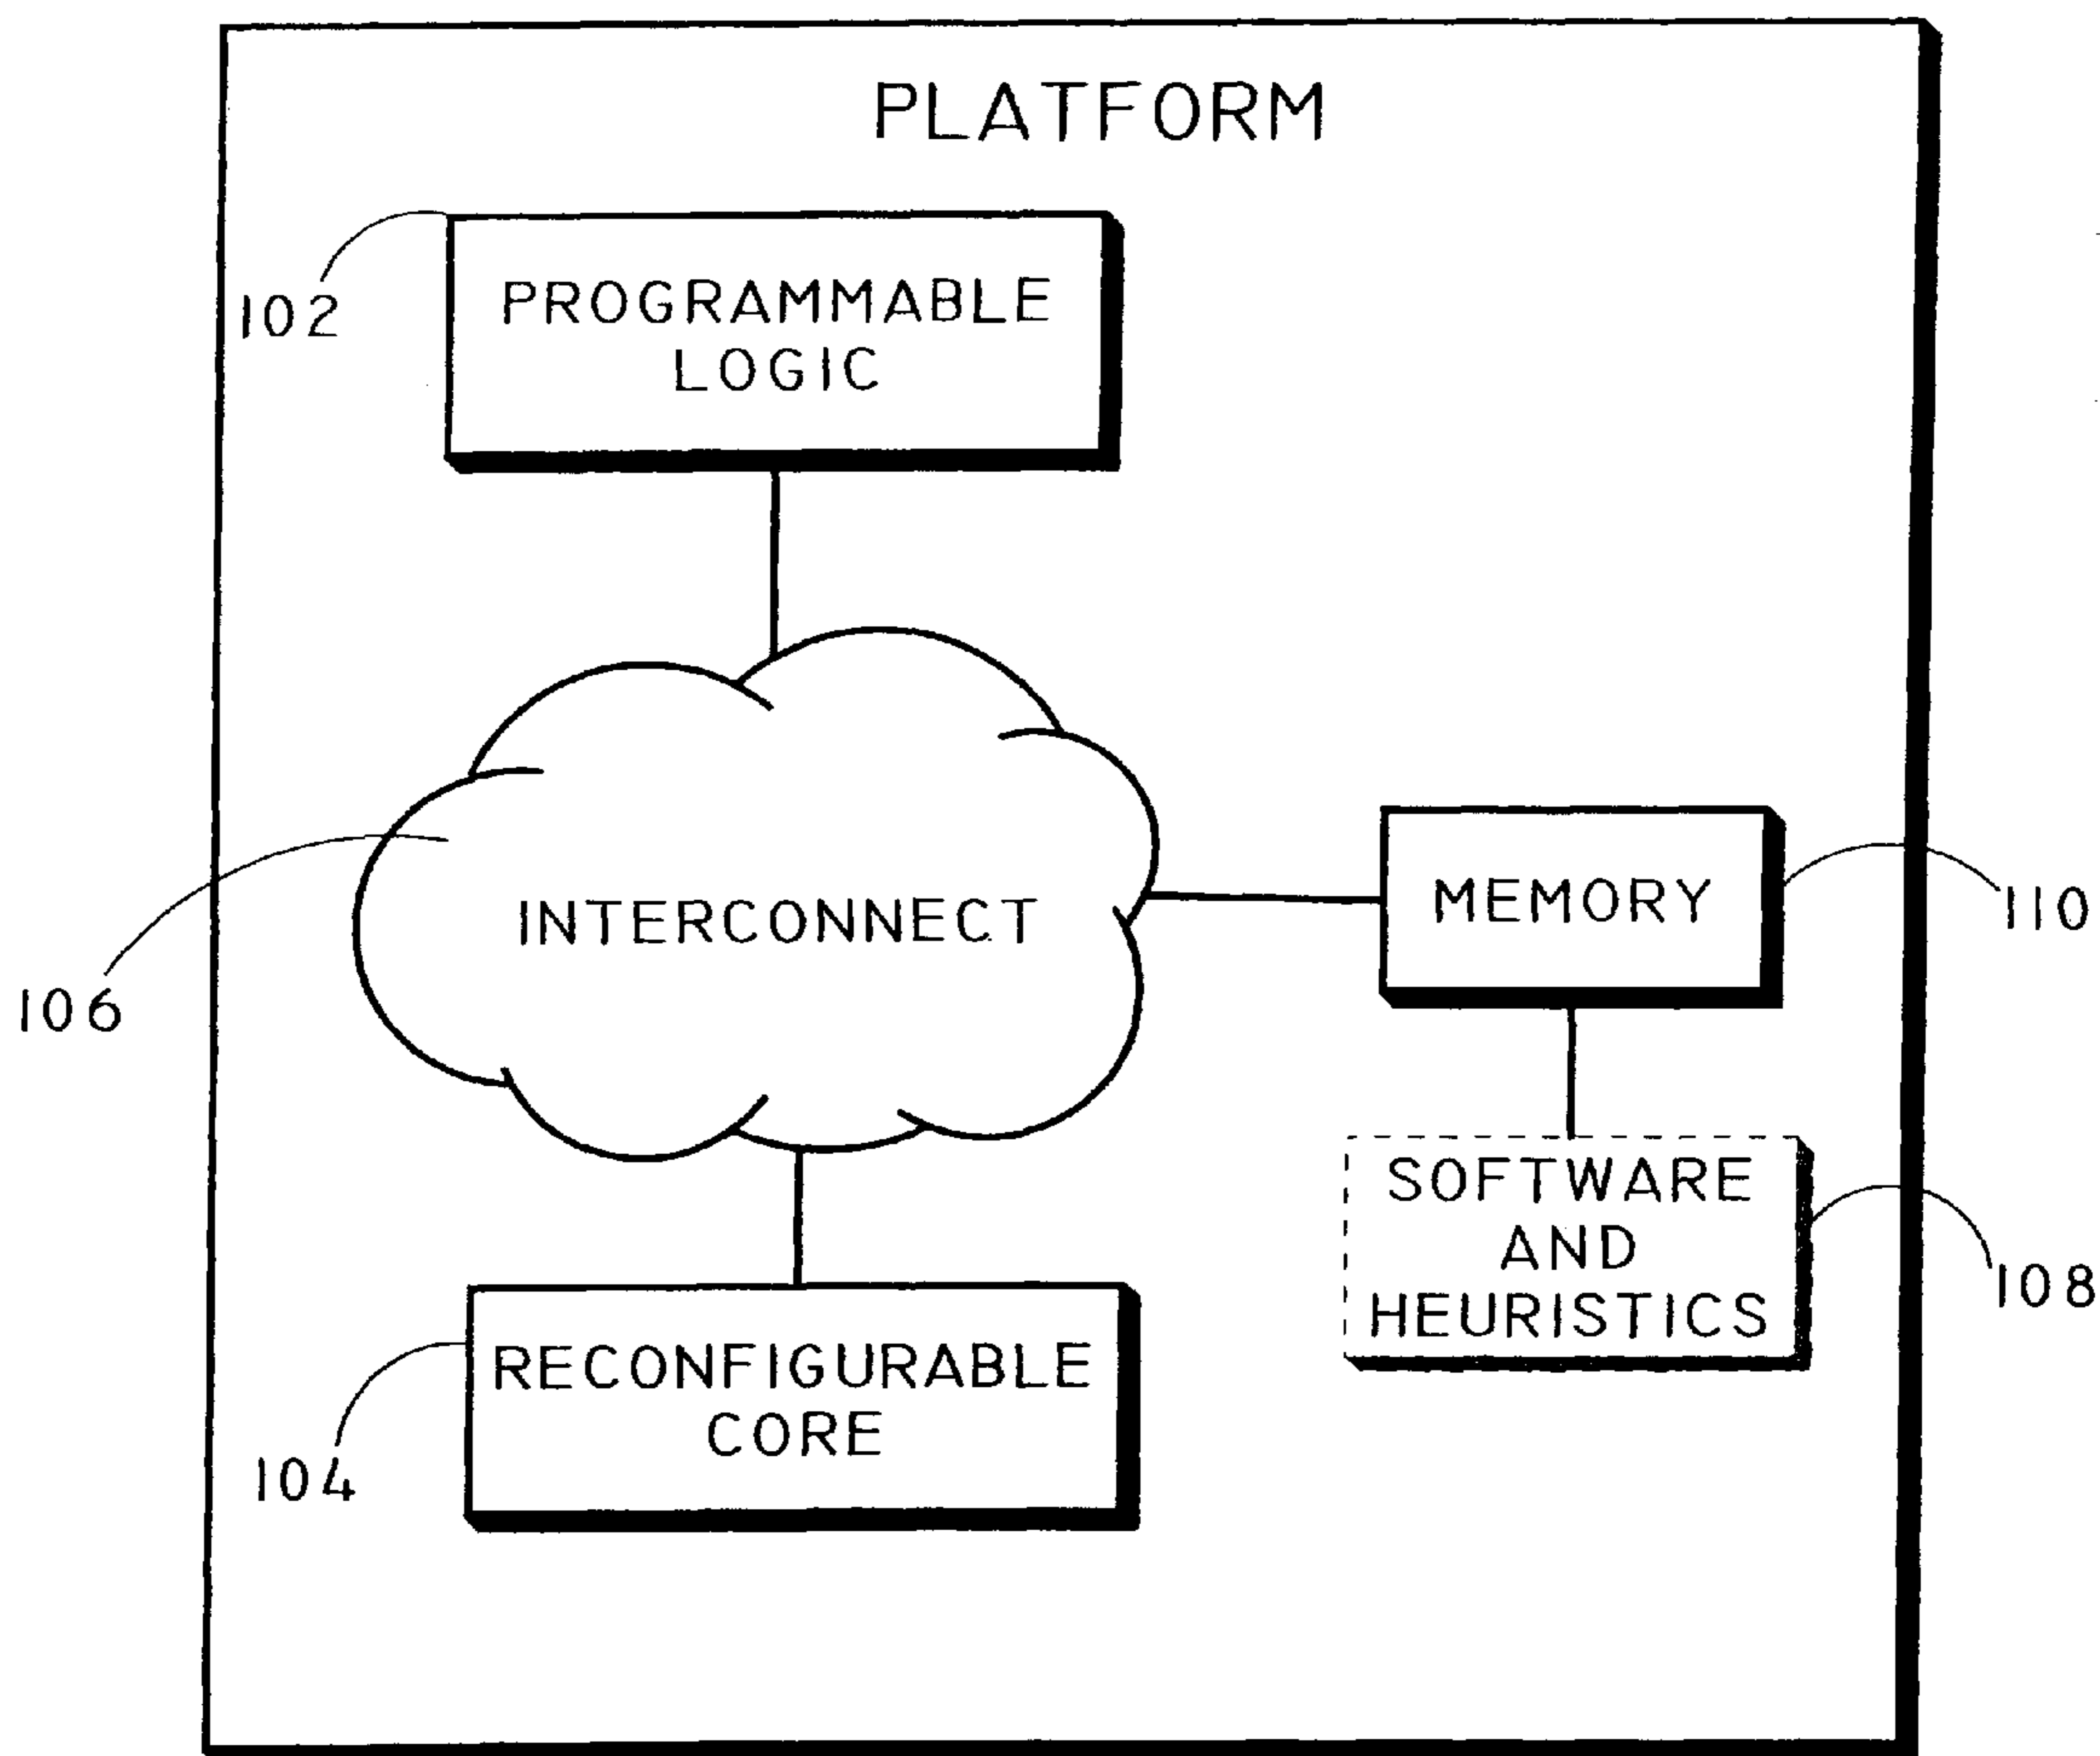 PLATFORM
102
PROGRAMMABLE
LOGIC
106
INTERCONNECT
MEMORY
110
SOFTWARE
AND
HEURISTICS
108
104
RECONFIGURABLE
CORE